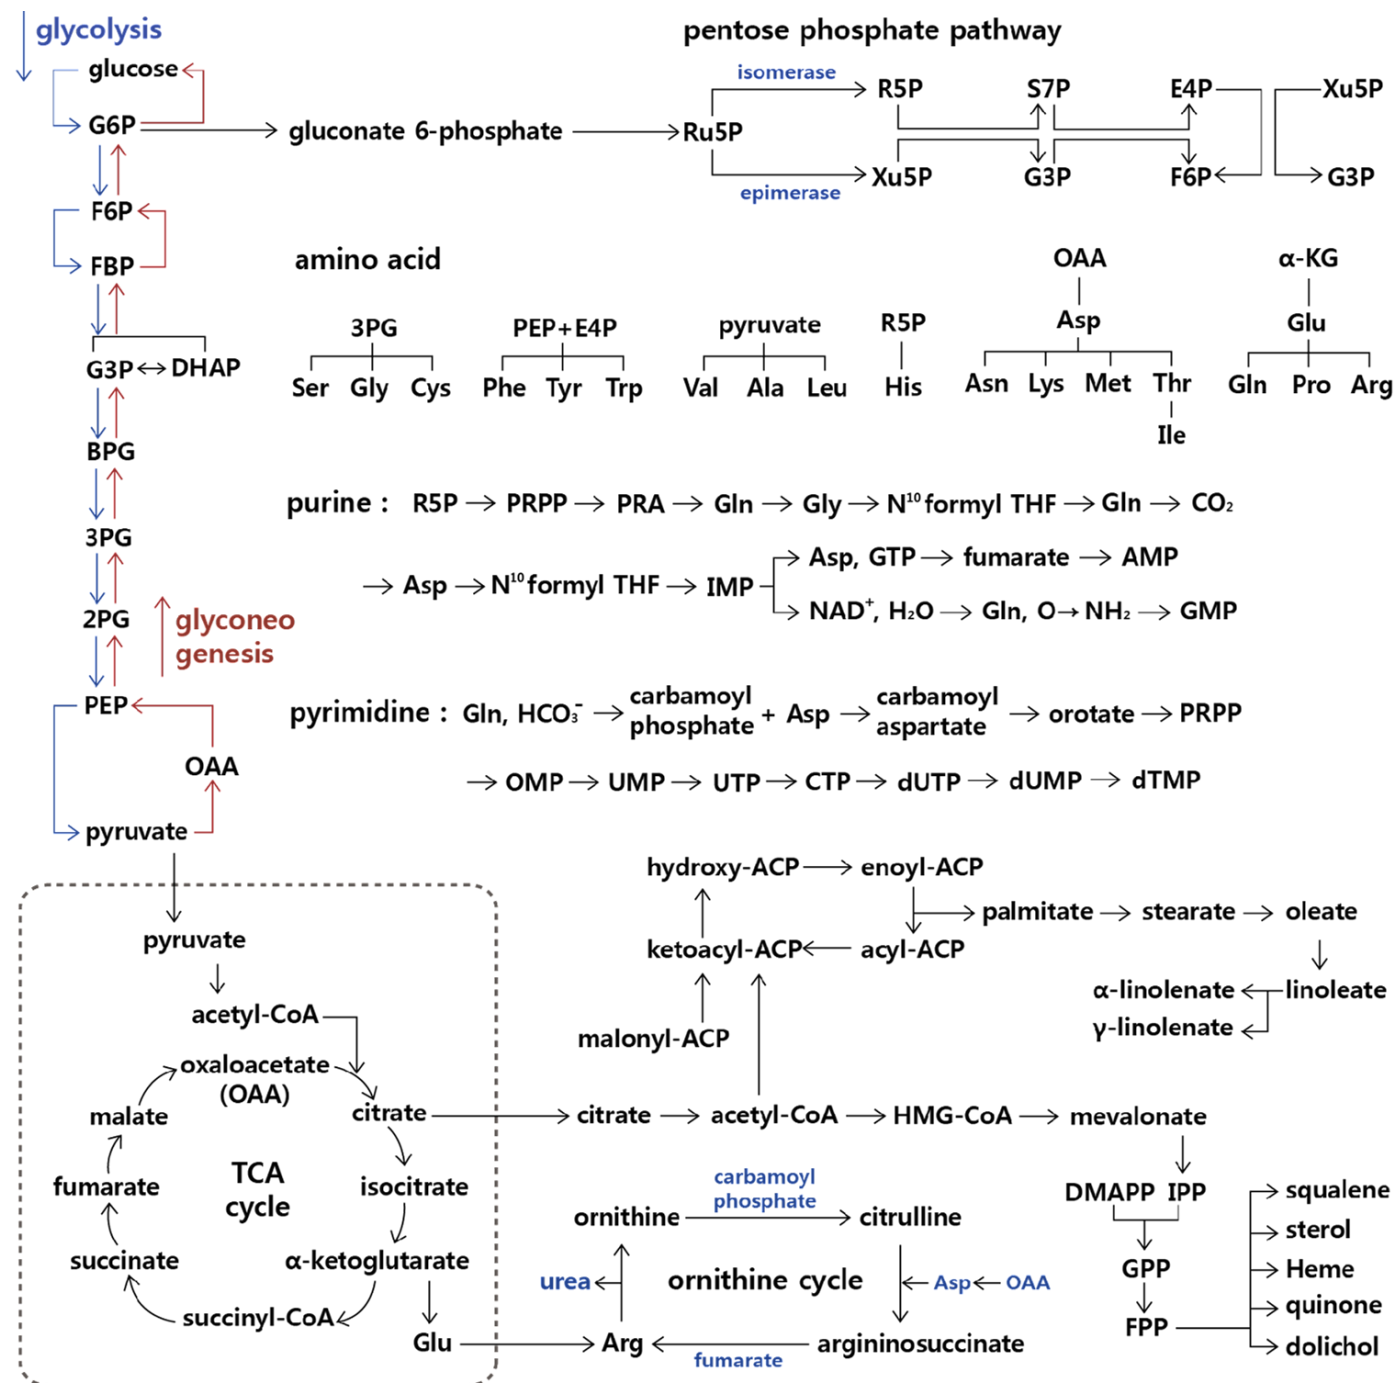 glycolysis
pentose phosphate pathway
glucose
G6P
gluconate 6-phosphate
Ru5P
isomerase
epimerase
R5P
S7P
E4P
Xu5P
Xu5P
G3P
F6P
G3P
F6P
FBP
G3P ↔ DHAP
BPG
3PG
2PG
glyconeo
genesis
PEP
OAA
pyruvate
amino acid
3PG
Ser Gly Cys
PEP+E4P
Phe Tyr Trp
pyruvate
Val Ala Leu
R5P
His
OAA
Asp
Asn Lys Met Thr
Ile
α-KG
Glu
Gln Pro Arg
purine : R5P → PRPP → PRA → Gln → Gly → N¹⁰ formyl THF → Gln → CO₂
→ Asp → N¹⁰ formyl THF → IMP
→ Asp, GTP → fumarate → AMP
→ NAD⁺, H₂O → Gln, O → NH₂ → GMP
pyrimidine : Gln, HCO₃⁻ → carbamoyl phosphate + Asp → carbamoyl aspartate → orotate → PRPP
→ OMP → UMP → UTP → CTP → dUTP → dUMP → dTMP
hydroxy-ACP → enoyl-ACP
palmitate → stearate → oleate
ketoacyl-ACP ← acyl-ACP
α-linolenate ← linoleate
γ-linolenate
malonyl-ACP
pyruvate
acetyl-CoA
oxaloacetate
(OAA)
malate
citrate
fumarate
TCA
cycle
isocitrate
succinate
α-ketoglutarate
succinyl-CoA
Glu
citrate → acetyl-CoA → HMG-CoA → mevalonate
carbamoyl
phosphate
ornithine
citrulline
urea
ornithine cycle
Asp ← OAA
Arg
fumarate
argininosuccinate
DMAPP IPP
GPP
FPP
squalene
sterol
Heme
quinone
dolichol